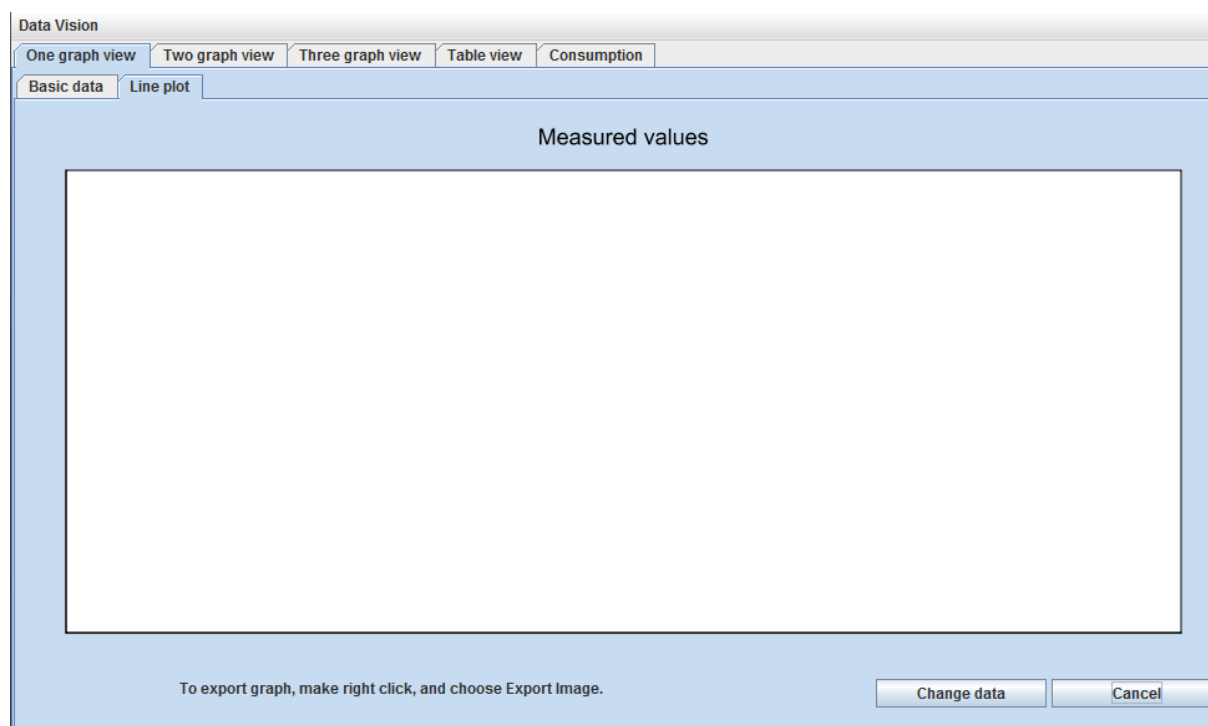 Data Vision
One graph view Two graph view Three graph view Table view Consumption
Basic data Line plot
Measured values
To export graph, make right click, and choose Export Image.
Change data Cancel